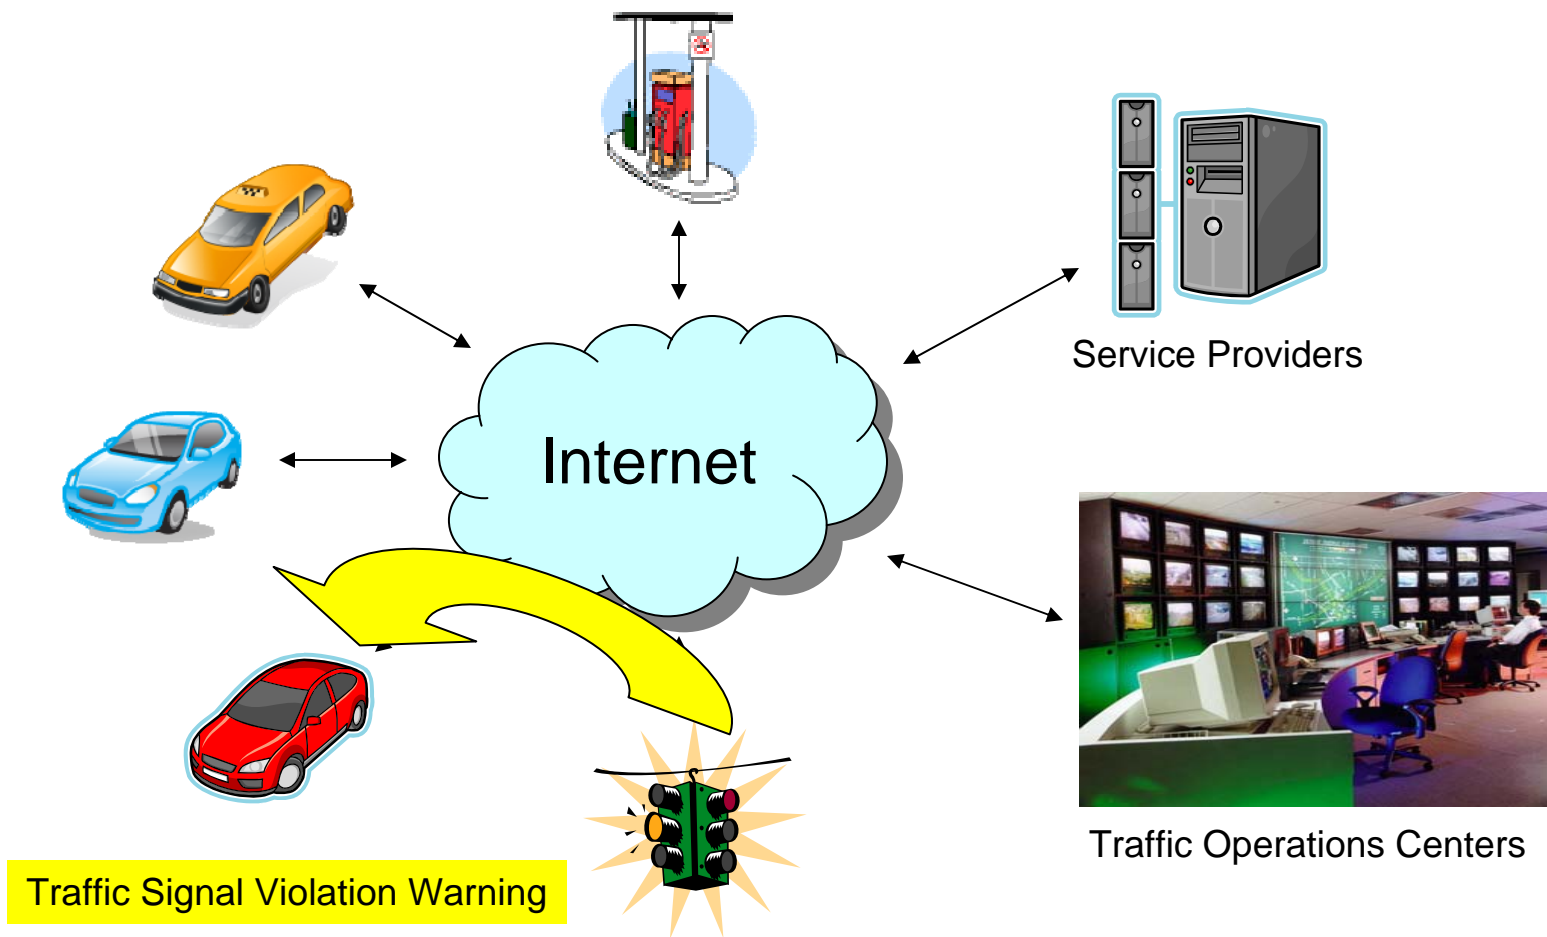 Service Providers
Internet
Traffic Operations Centers
Traffic Signal Violation Warning